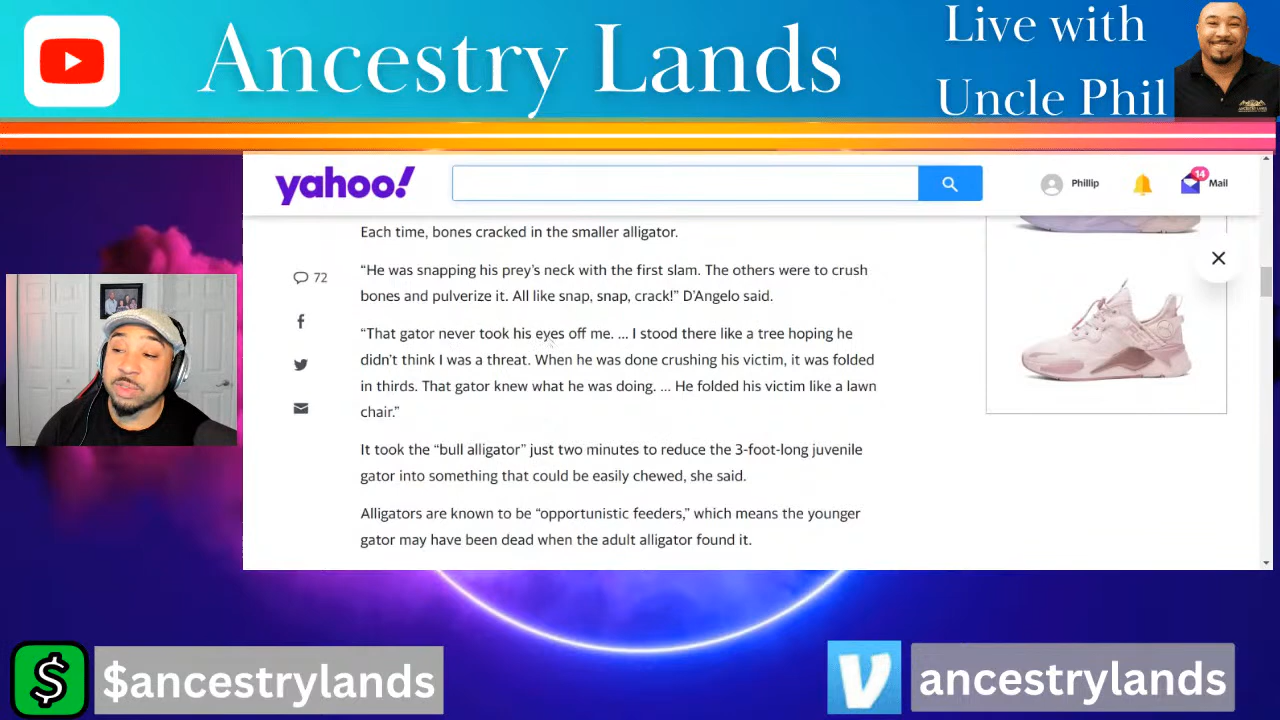 Ancestry Lands
Live with
Uncle Phil
yahoo!
Phillip
14
Mail
Each time, bones cracked in the smaller alligator.
72
“He was snapping his prey’s neck with the first slam. The others were to crush
bones and pulverize it. All like snap, snap, crack!” D’Angelo said.
“That gator never took his eyes off me. ... I stood there like a tree hoping he
didn’t think I was a threat. When he was done crushing his victim, it was folded
in thirds. That gator knew what he was doing. ... He folded his victim like a lawn
chair.”
It took the “bull alligator” just two minutes to reduce the 3-foot-long juvenile
gator into something that could be easily chewed, she said.
Alligators are known to be “opportunistic feeders,” which means the younger
gator may have been dead when the adult alligator found it.
$ancestrylands
ancestrylands